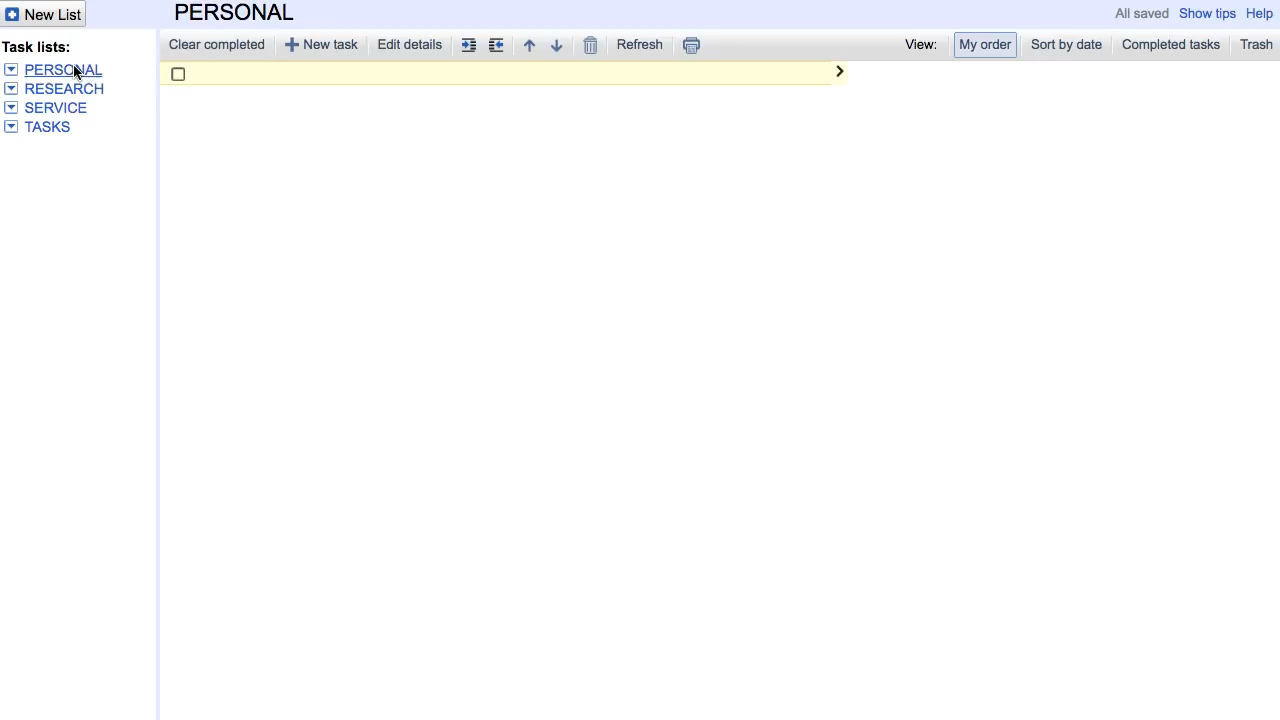 New List
PERSONAL
All saved Show tips Help
Task lists:
Clear completed New task Edit details Refresh View: My order Sort by date Completed tasks Trash
PERSONAL
RESEARCH
SERVICE
TASKS